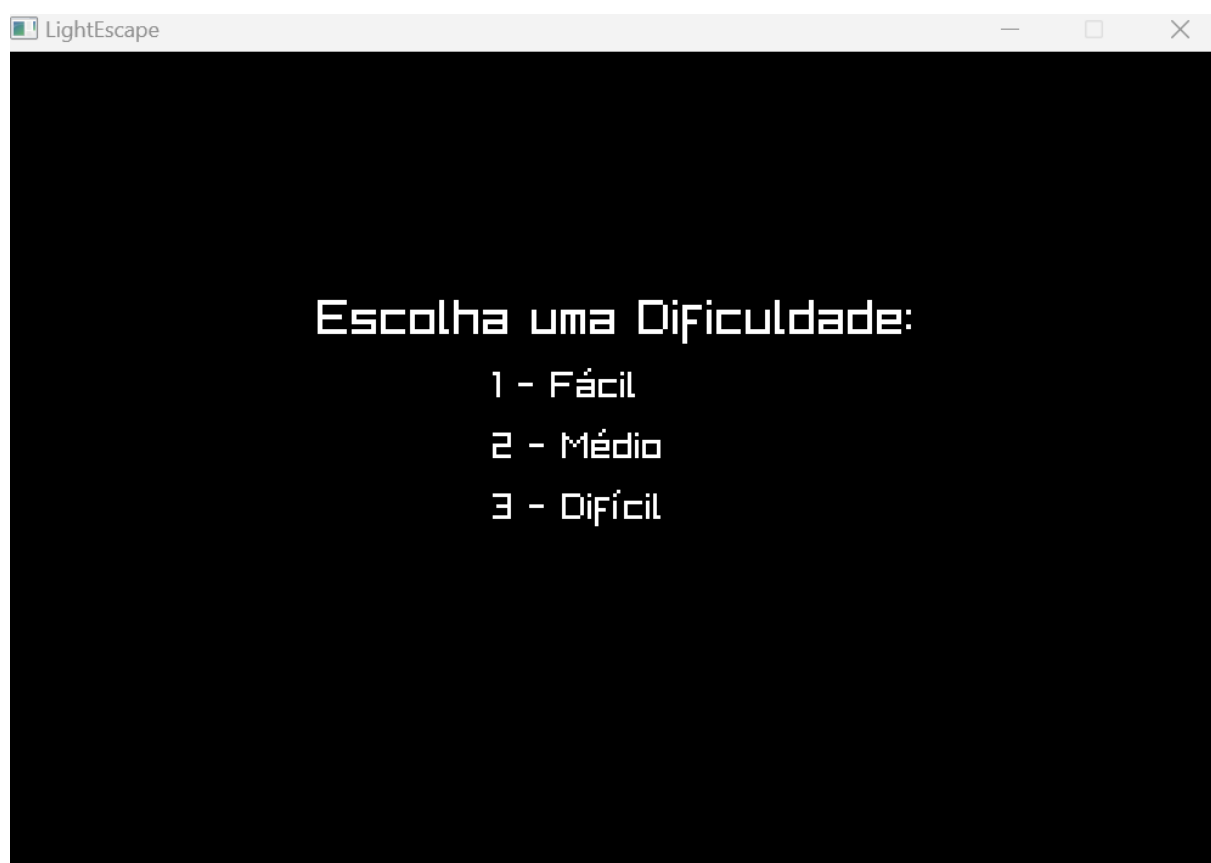 LightEscape
Escolha uma Dificuldade:
1 - Fácil
2 - Médio
3 - Difícil